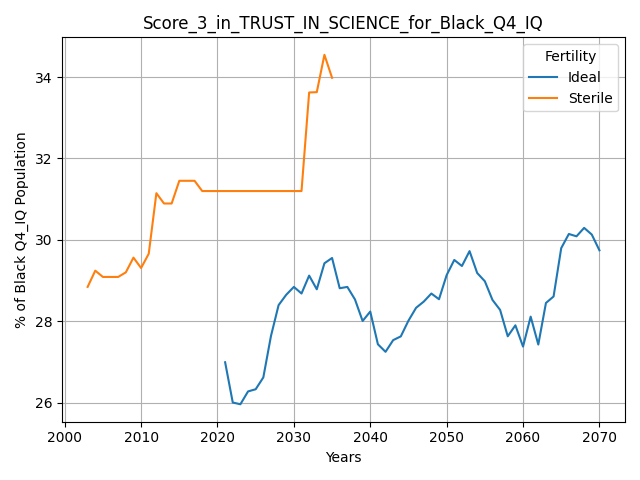 Score_3_in_TRUST_IN_SCIENCE_for_Black_Q4_IQ
Fertility
Ideal
Sterile
% of Black Q4_IQ Population
34
32
30
28
26
2000 2010 2020 2030 2040 2050 2060 2070
Years